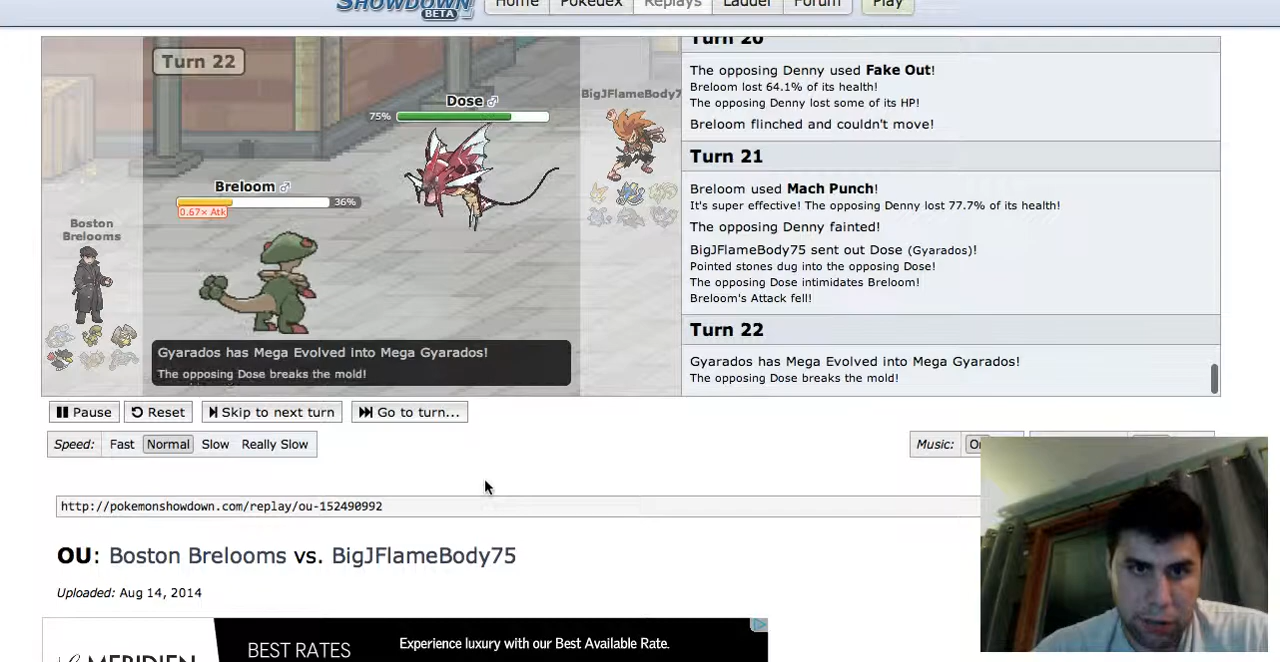 SHOWDOWN
BETA
Home
Pokédex
Replays
Ladder
Forum
Play
Turn 22
Dose ♂
75%
Breloom ♂
36%
0.67× Atk
Boston
Brelooms
BigJFlameBody7
Gyarados has Mega Evolved into Mega Gyarados!
The opposing Dose breaks the mold!
Turn 20
The opposing Denny used Fake Out!
Breloom lost 64.1% of its health!
The opposing Denny lost some of its HP!
Breloom flinched and couldn't move!
Turn 21
Breloom used Mach Punch!
It's super effective! The opposing Denny lost 77.7% of its health!
The opposing Denny fainted!
BigJFlameBody75 sent out Dose (Gyarados)!
Pointed stones dug into the opposing Dose!
The opposing Dose intimidates Breloom!
Breloom's Attack fell!
Turn 22
Gyarados has Mega Evolved into Mega Gyarados!
The opposing Dose breaks the mold!
Pause
Reset
Skip to next turn
Go to turn...
Speed:
Fast
Normal
Slow
Really Slow
Music:
http://pokemonshowdown.com/replay/ou-152490992
OU: Boston Brelooms vs. BigJFlameBody75
Uploaded: Aug 14, 2014
MERIDIEN
BEST RATES
Experience luxury with our Best Available Rate.